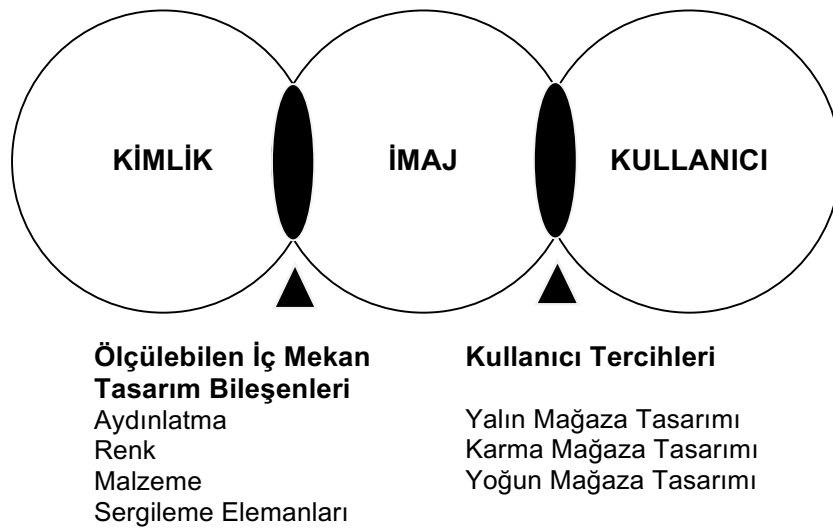 KİMLİK
İMAJ
KULLANICI
Ölçülebilen İç Mekan
Tasarım Bileşenleri
Aydınlatma
Renk
Malzeme
Sergileme Elemanları
Kullanıcı Tercihleri
Yalın Mağaza Tasarımı
Karma Mağaza Tasarımı
Yoğun Mağaza Tasarımı